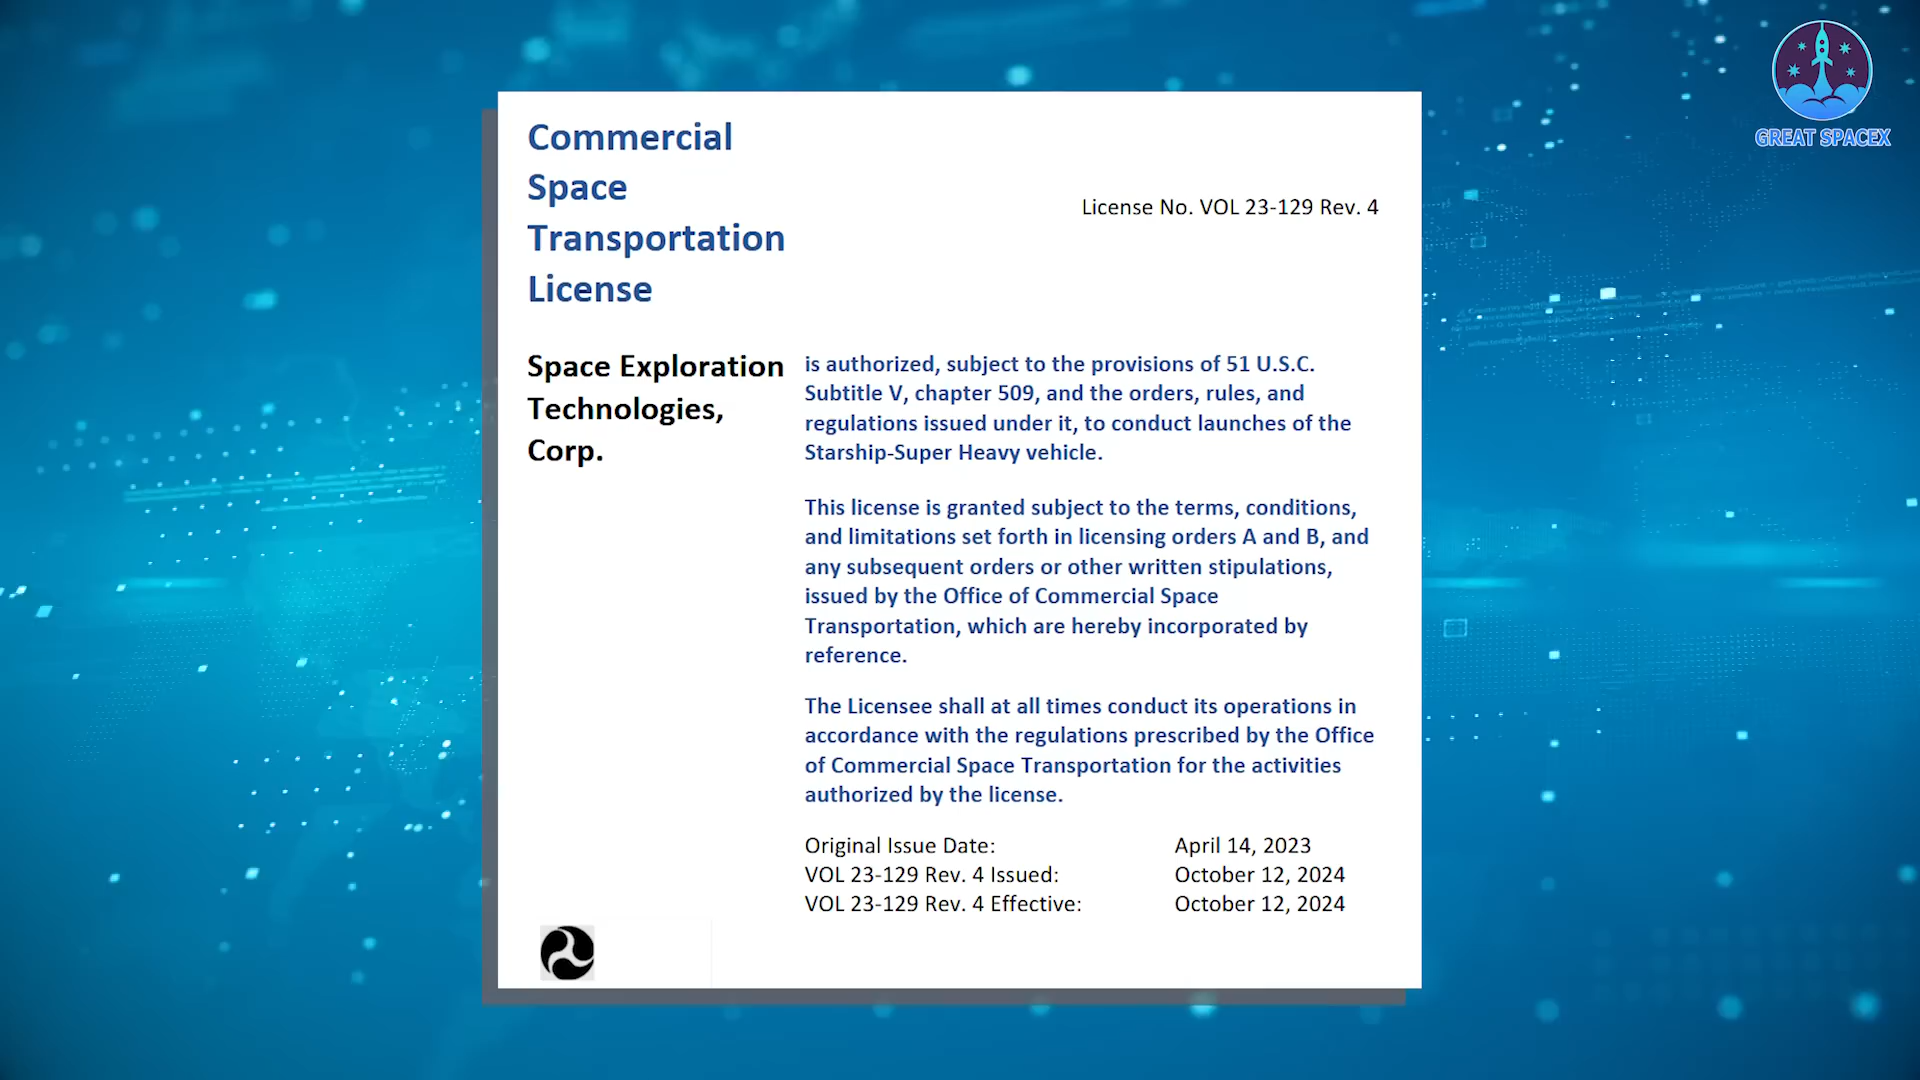 GREAT SPACEX
Commercial
Space
Transportation
License
License No. VOL 23-129 Rev. 4
Space Exploration
Technologies,
Corp.
is authorized, subject to the provisions of 51 U.S.C.
Subtitle V, chapter 509, and the orders, rules, and
regulations issued under it, to conduct launches of the
Starship-Super Heavy vehicle.
This license is granted subject to the terms, conditions,
and limitations set forth in licensing orders A and B, and
any subsequent orders or other written stipulations,
issued by the Office of Commercial Space
Transportation, which are hereby incorporated by
reference.
The Licensee shall at all times conduct its operations in
accordance with the regulations prescribed by the Office
of Commercial Space Transportation for the activities
authorized by the license.
Original Issue Date: April 14, 2023
VOL 23-129 Rev. 4 Issued: October 12, 2024
VOL 23-129 Rev. 4 Effective: October 12, 2024